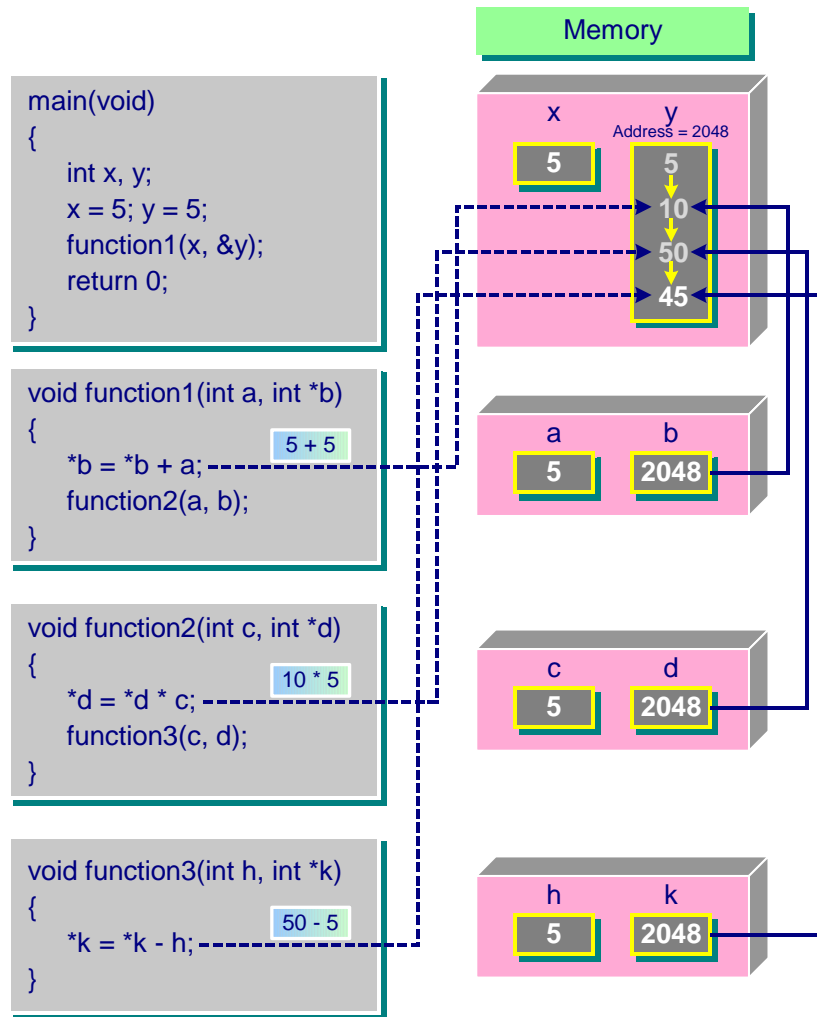 Memory
main(void)
{
int x, y;
x = 5; y = 5;
function1(x, &y);
return 0;
}
x
y
Address = 2048
5
5
10
50
45
void function1(int a, int *b)
{
*b = *b + a;
5 + 5
function2(a, b);
}
a
b
5
2048
void function2(int c, int *d)
{
*d = *d * c;
10 * 5
function3(c, d);
}
c
d
5
2048
void function3(int h, int *k)
{
*k = *k - h;
50 - 5
}
h
k
5
2048